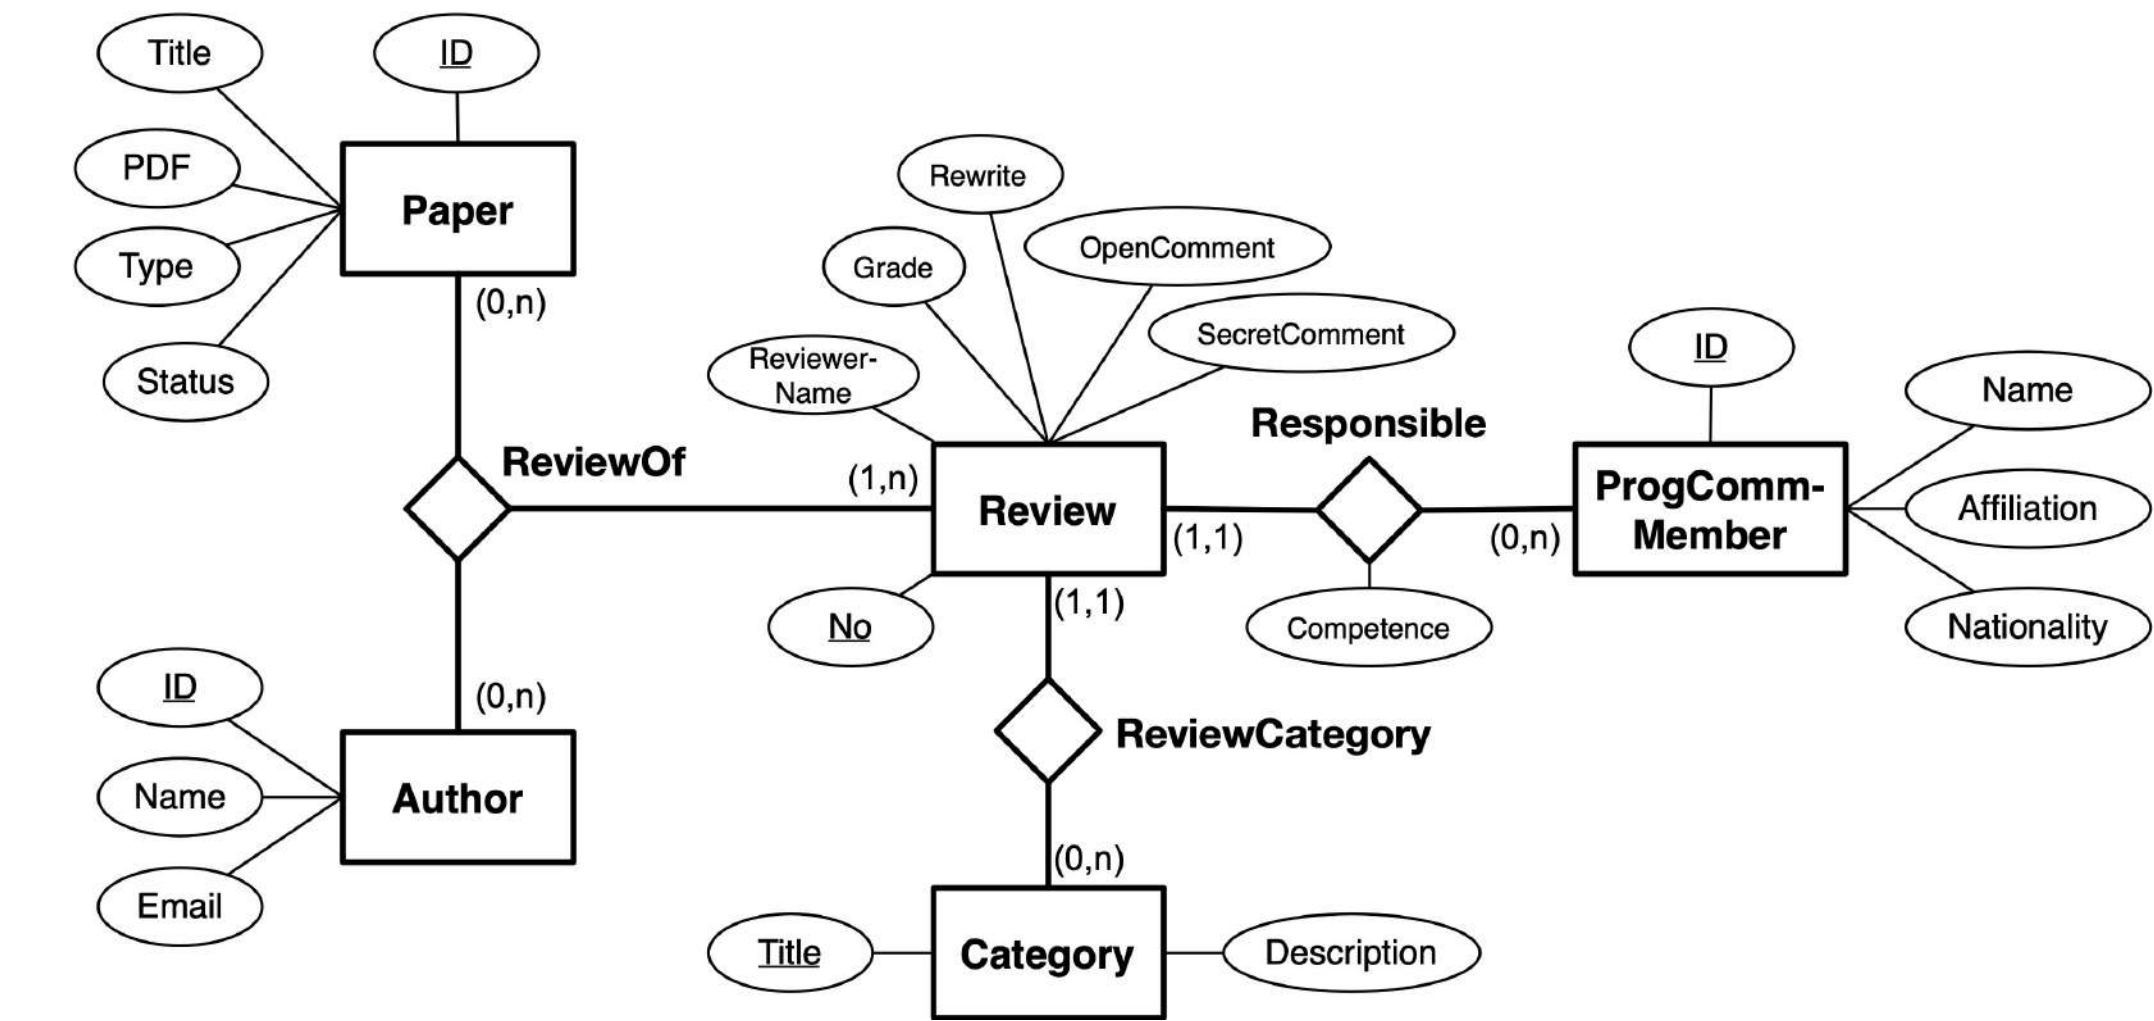 Title
ID
PDF
Paper
Type
Status
(0,n)
Rewrite
OpenComment
Grade
SecretComment
Reviewer-
Name
ReviewOf
(1,n)
Review
No
Responsible
(1,1)
(0,n)
Competence
ID
ProgComm-
Member
Name
Affiliation
Nationality
(1,1)
ReviewCategory
(0,n)
(0,n)
ID
Name
Author
Email
Title
Category
Description